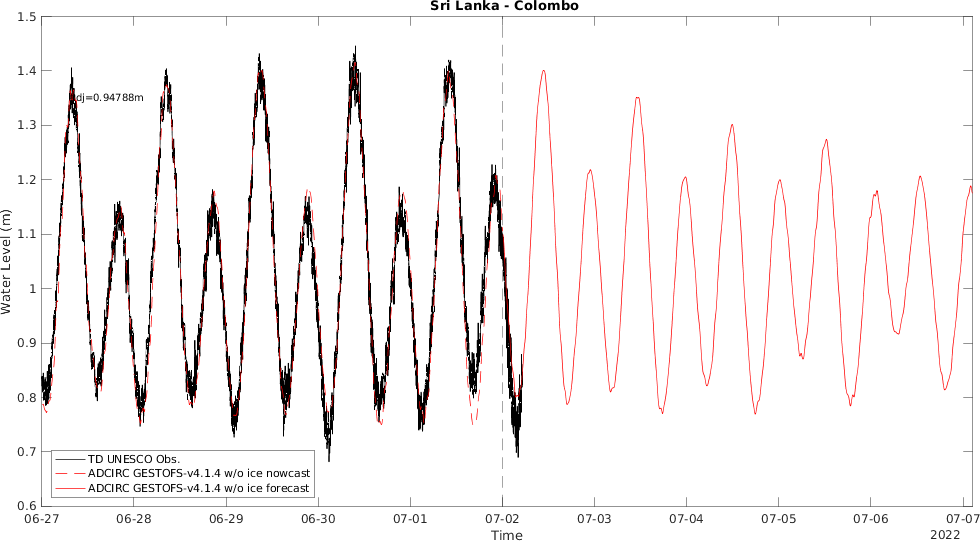 Sri Lanka - Colombo
1.5
1.4
1.3
1.2
1.1
1
0.9
0.8
0.7
0.6
Water Level (m)
dj=0.94788m
TD UNESCO Obs.
ADCIRC GESTOFS-v4.1.4 w/o ice nowcast
ADCIRC GESTOFS-v4.1.4 w/o ice forecast
06-27 06-28 06-29 06-30 07-01 07-02 07-03 07-04 07-05 07-06 07-07
Time
2022